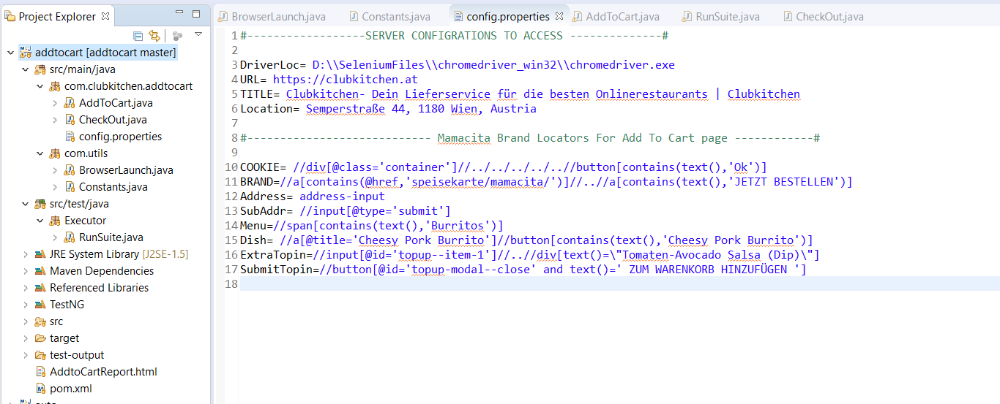 Project Explorer
addtocart [addtocart master]
src/main/java
com.clubkitchen.addtocart
AddToCart.java
CheckOut.java
config.properties
com.utils
BrowserLaunch.java
Constants.java
src/test/java
Executor
RunSuite.java
JRE System Library [J2SE-1.5]
Maven Dependencies
Referenced Libraries
TestNG
src
target
test-output
AddtoCartReport.html
pom.xml
BrowserLaunch.java
Constants.java
config.properties
AddToCart.java
RunSuite.java
CheckOut.java
1 #------------------SERVER CONFIGRATIONS TO ACCESS --------------#
2
3 DriverLoc= D:\\SeleniumFiles\\chromedriver_win32\\chromedriver.exe
4 URL= https://clubkitchen.at
5 TITLE= Clubkitchen- Dein Lieferservice für die besten Onlinerestaurants | Clubkitchen
6 Location= Semperstraße 44, 1180 Wien, Austria
7
8 #---------------------------- Mamacita Brand Locators For Add To Cart page ------------#
9
10 COOKIE= //div[@class='container']//../../../../..//button[contains(text(),'Ok')]
11 BRAND=//a[contains(@href,'speisekarte/mamacita/')]//..//a[contains(text(),'JETZT BESTELLEN')]
12 Address= address-input
13 SubAddr= //input[@type='submit']
14 Menu=//span[contains(text(),'Burritos')]
15 Dish= //a[@title='Cheesy Pork Burrito']//button[contains(text(),'Cheesy Pork Burrito')]
16 ExtraTopin=//input[@id='topup--item-1']//..//div[text()=\"Tomaten-Avocado Salsa (Dip)\"]
17 SubmitTopin=//button[@id='topup-modal--close' and text()=' ZUM WARENKORB HINZUFÜGEN ']
18